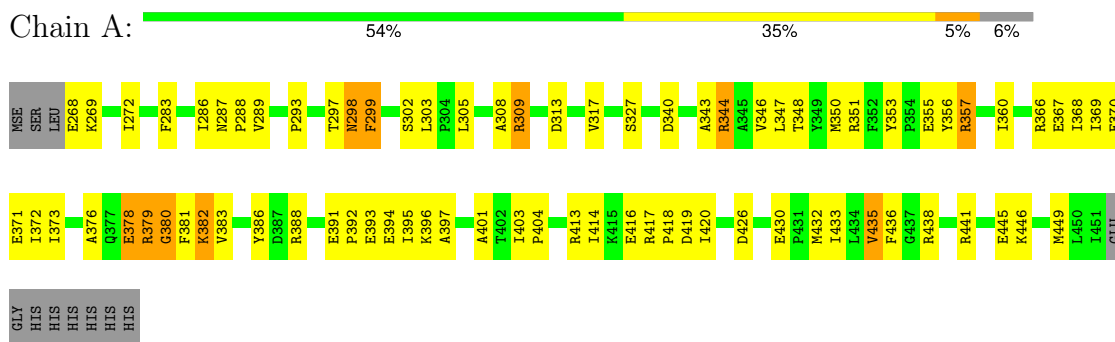 Chain A:
54% 35% 5% 6%
MSE SER LEU E268 K269 I272 F283 I286 N287 P288 V289 P293 T297 N298 F299 S302 L303 P304 L305 A308 R309 D313 V317 S327 D340 A343 R344 A345 V346 L347 T348 Y349 M350 R351 F352 Y353 P354 E355 Y356 R357 I360 R366 E367 I368 I369 E370
E371 I372 I373 A376 Q377 E378 R379 G380 F381 K382 V383 Y386 D387 R388 E391 P392 E393 E394 I395 K396 A397 A401 T402 I403 P404 R413 I414 K415 E416 R417 P418 D419 I420 D426 E430 P431 M432 I433 L434 V435 F436 G437 R438 R441 E445 K446 M449 L450 I451 GLU
GLY HIS HIS HIS HIS HIS HIS